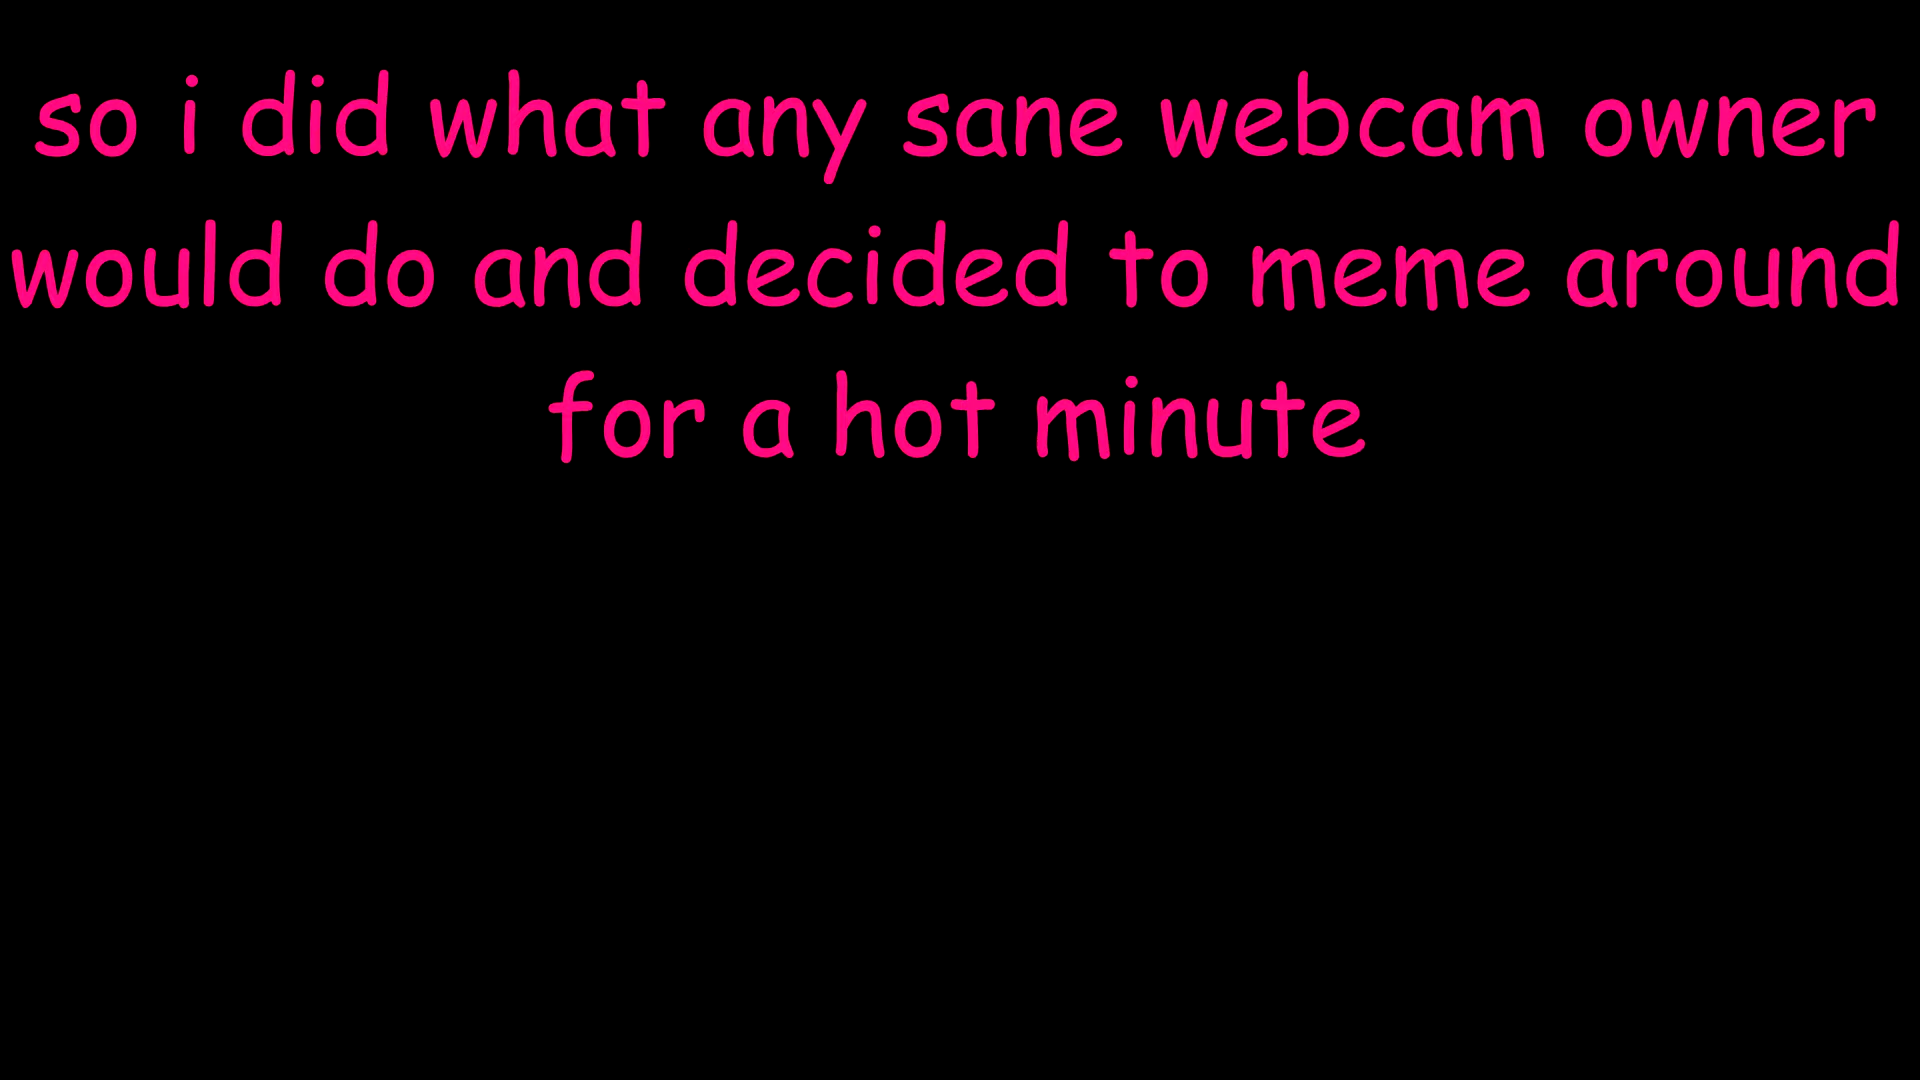 so i did what any sane webcam owner
would do and decided to meme around
for a hot minute